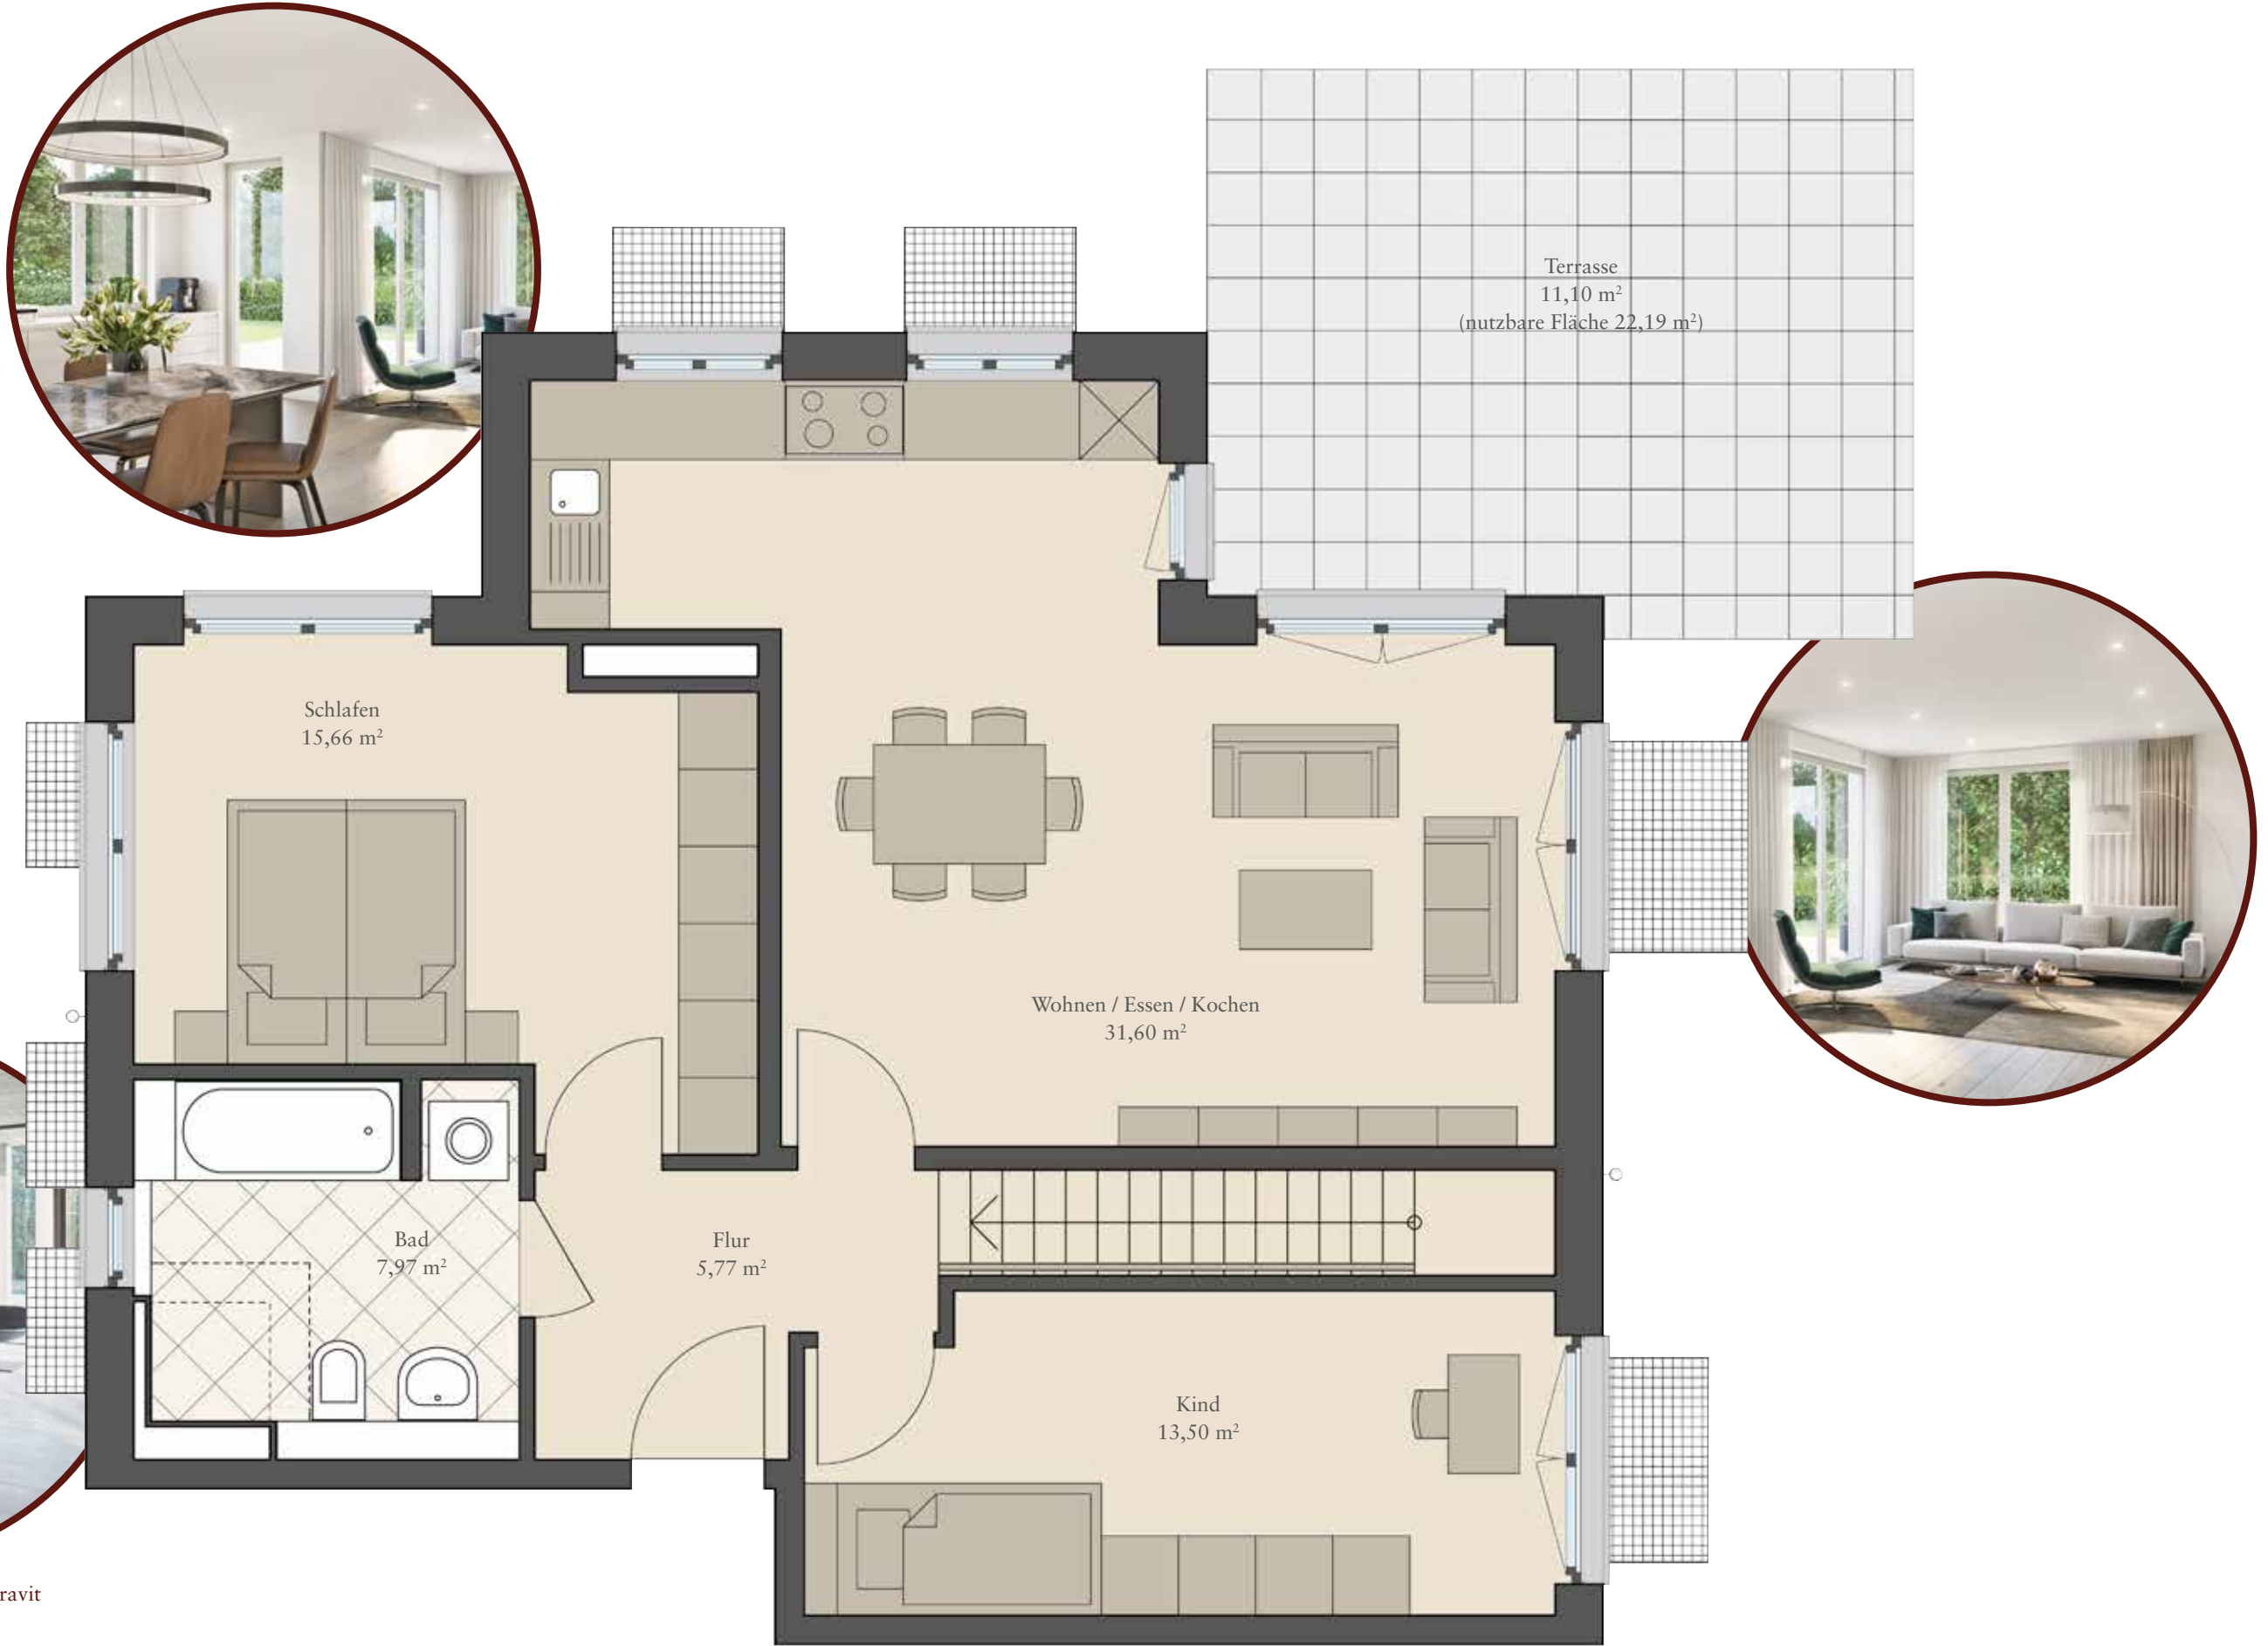 Terrasse
11,10 m²
(nutzbare Fläche 22,19 m²)
Schlafen
15,66 m²
Wohnen / Essen / Kochen
31,60 m²
Bad
7,97 m²
Flur
5,77 m²
Kind
13,50 m²
ravit